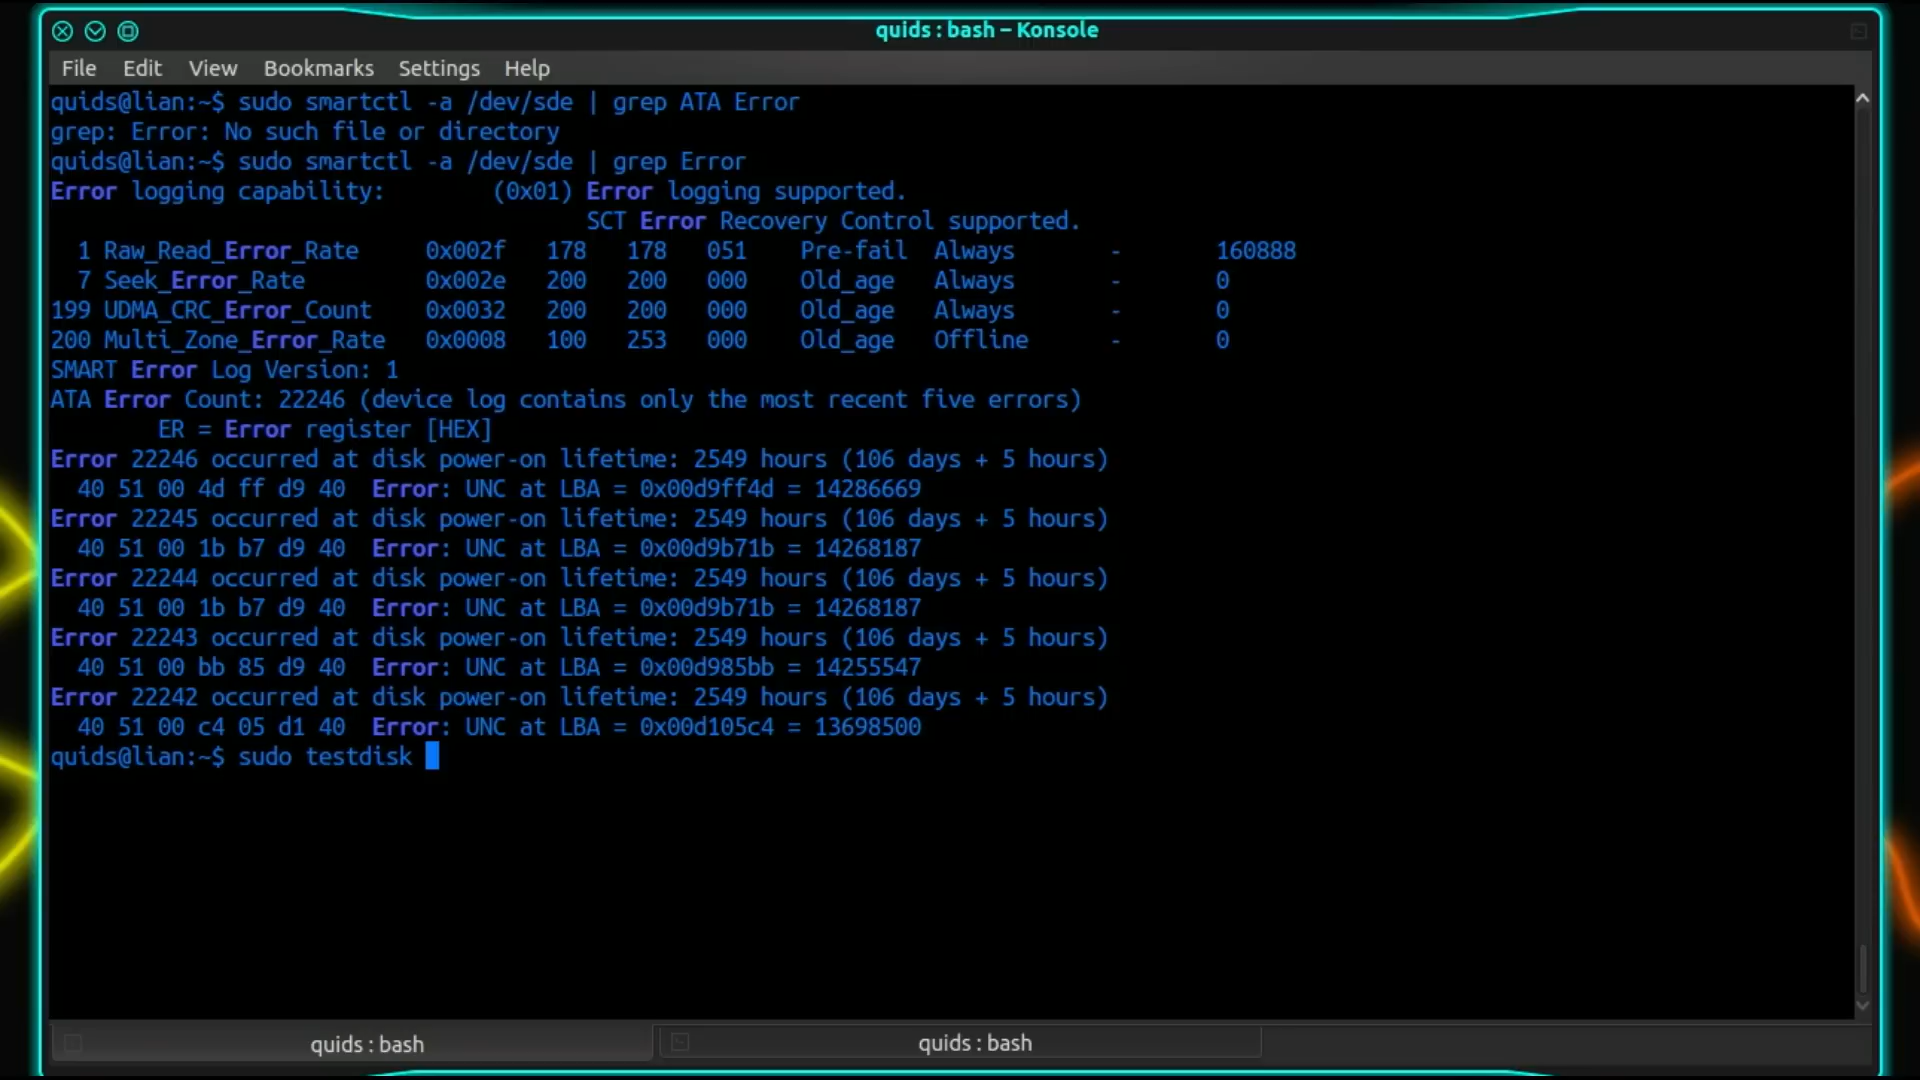 quids : bash – Konsole
File Edit View Bookmarks Settings Help
quids@lian:~$ sudo smartctl -a /dev/sde | grep ATA Error
grep: Error: No such file or directory
quids@lian:~$ sudo smartctl -a /dev/sde | grep Error
Error logging capability:        (0x01) Error logging supported.
                                        SCT Error Recovery Control supported.
  1 Raw_Read_Error_Rate     0x002f   178   178   051    Pre-fail  Always       -       160888
  7 Seek_Error_Rate         0x002e   200   200   000    Old_age   Always       -       0
199 UDMA_CRC_Error_Count    0x0032   200   200   000    Old_age   Always       -       0
200 Multi_Zone_Error_Rate   0x0008   100   253   000    Old_age   Offline      -       0
SMART Error Log Version: 1
ATA Error Count: 22246 (device log contains only the most recent five errors)
        ER = Error register [HEX]
Error 22246 occurred at disk power-on lifetime: 2549 hours (106 days + 5 hours)
  40 51 00 4d ff d9 40  Error: UNC at LBA = 0x00d9ff4d = 14286669
Error 22245 occurred at disk power-on lifetime: 2549 hours (106 days + 5 hours)
  40 51 00 1b b7 d9 40  Error: UNC at LBA = 0x00d9b71b = 14268187
Error 22244 occurred at disk power-on lifetime: 2549 hours (106 days + 5 hours)
  40 51 00 1b b7 d9 40  Error: UNC at LBA = 0x00d9b71b = 14268187
Error 22243 occurred at disk power-on lifetime: 2549 hours (106 days + 5 hours)
  40 51 00 bb 85 d9 40  Error: UNC at LBA = 0x00d985bb = 14255547
Error 22242 occurred at disk power-on lifetime: 2549 hours (106 days + 5 hours)
  40 51 00 c4 05 d1 40  Error: UNC at LBA = 0x00d105c4 = 13698500
quids@lian:~$ sudo testdisk
quids : bash quids : bash